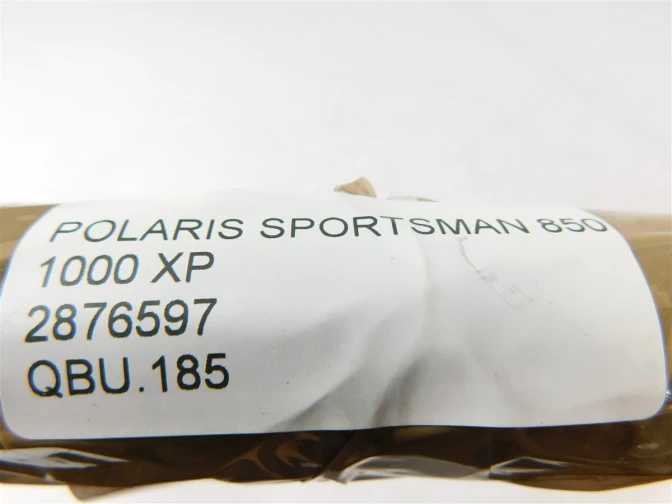 POLARIS SPORTSMAN 850
1000 XP
2876597
QBU.185